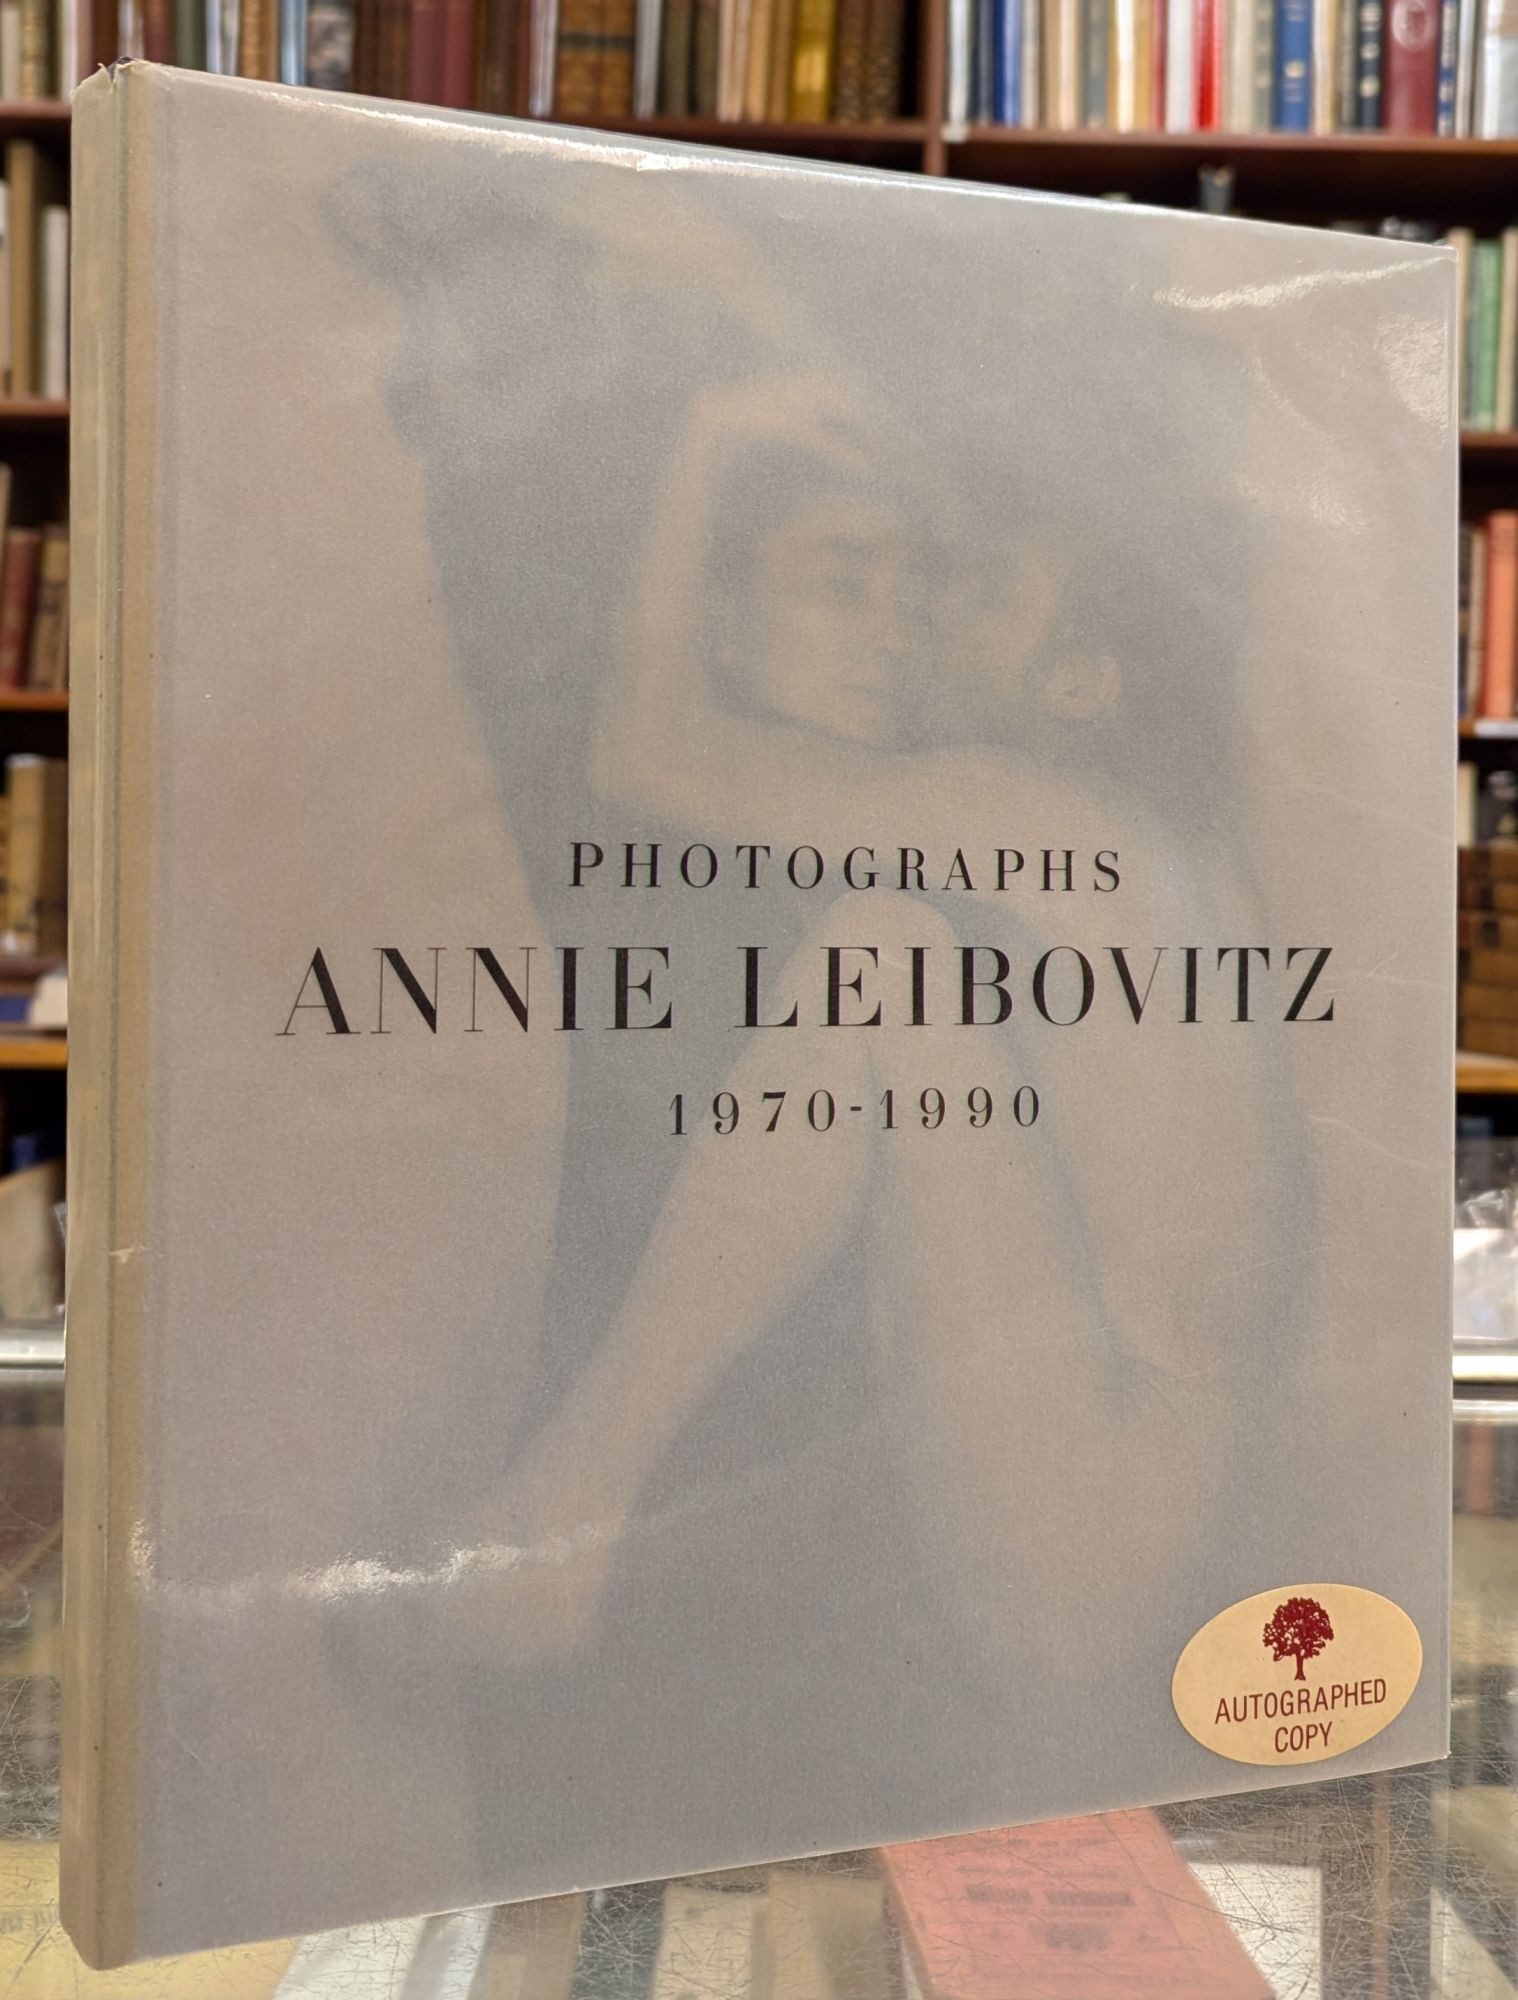 PHOTOGRAPHS
ANNIE LEIBOVITZ
1970-1990
AUTOGRAPHED
COPY